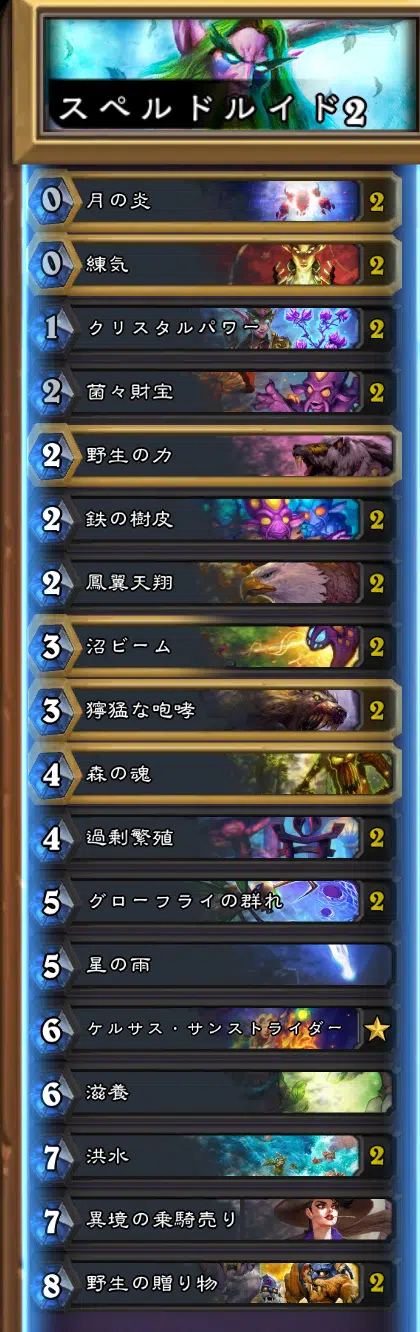 スペルドルイド2
0 月の炎 2
0 練気 2
1 クリスタルパワー 2
2 菌々財宝 2
2 野生の力
2 鉄の樹皮 2
2 鳳翼天翔 2
3 沼ビーム 2
3 獰猛な咆哮 2
4 森の魂
4 過剰繁殖 2
5 グローフライの群れ 2
5 星の雨
6 ケルサス・サンストライダー
6 滋養
7 洪水 2
7 異境の乗騎売り
8 野生の贈り物 2